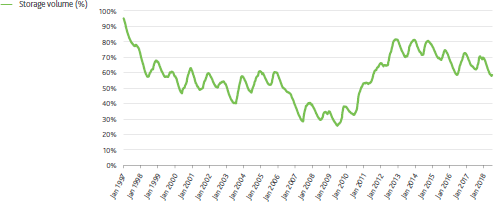 Storage volume (%)
100%
90%
80%
70%
60%
50%
40%
30%
20%
10%
0%
Jan 1997
Jan 1998
Jan 1999
Jan 2000
Jan 2001
Jan 2002
Jan 2003
Jan 2004
Jan 2005
Jan 2006
Jan 2007
Jan 2008
Jan 2009
Jan 2010
Jan 2011
Jan 2012
Jan 2013
Jan 2014
Jan 2015
Jan 2016
Jan 2017
Jan 2018